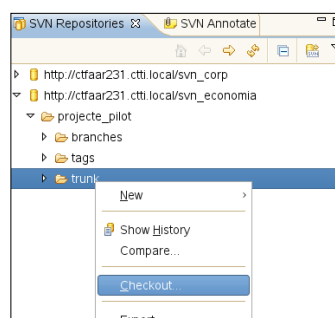 SVN Repositories SVN Annotate
http://ctfaar231.ctti.local/svn_corp
http://ctfaar231.ctti.local/svn_economia
projecte_pilot
branches
tags
trunk
New
Show History
Compare...
Checkout...